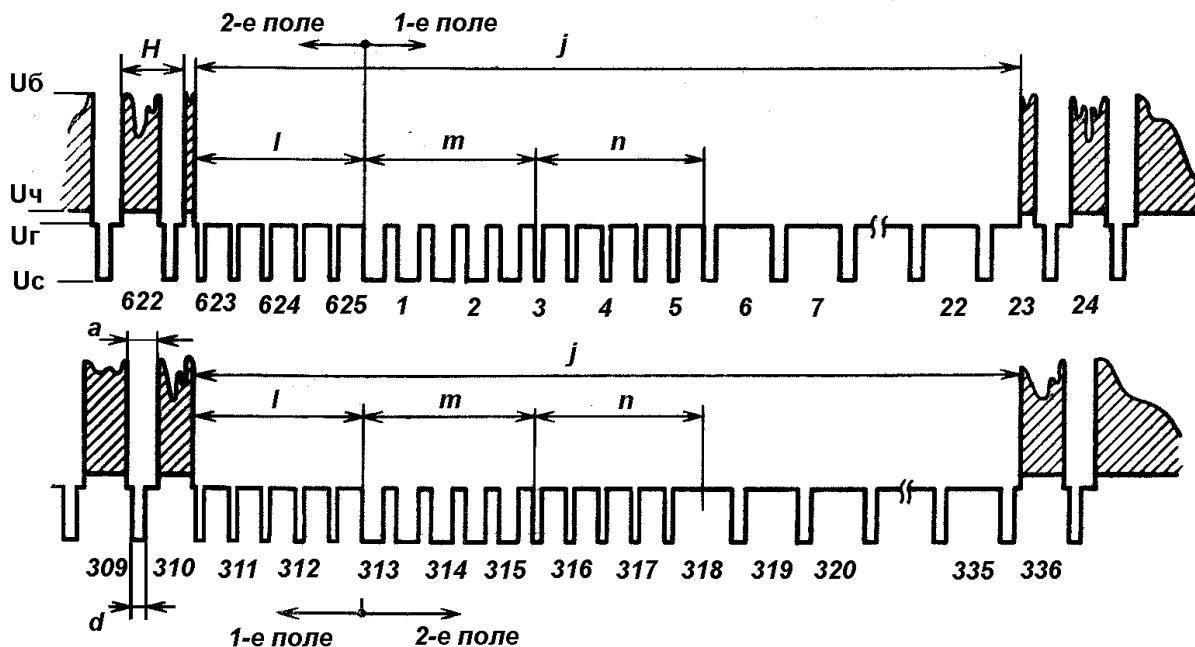 2-е поле 1-е поле
H j
Uб
l m n
Uч
Uг
Uс
622 623 624 625 1 2 3 4 5 6 7 22 23 24
a j
l m n
309 310 311 312 313 314 315 316 317 318 319 320 335 336
d
1-е поле 2-е поле